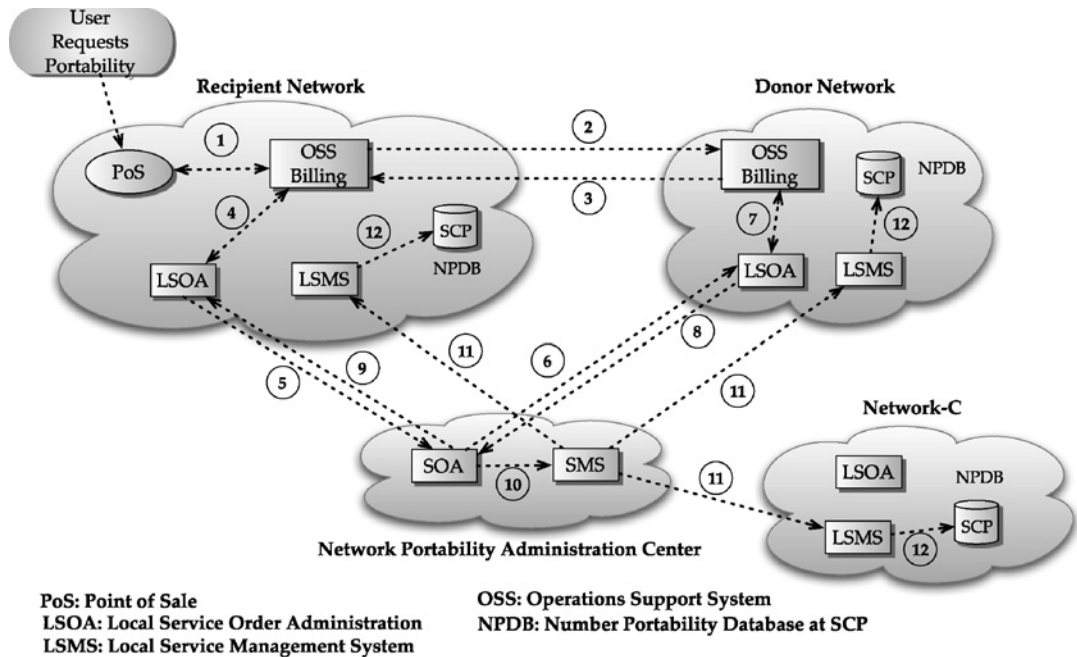 User
Requests
Portability
Recipient Network
Donor Network
1
2
3
PoS
OSS
Billing
OSS
Billing
SCP
NPDB
4
12
SCP
NPDB
7
12
LSOA
LSMS
LSOA
LSMS
5
9
11
6
8
11
Network-C
SOA
10
SMS
11
LSOA
NPDB
LSMS
12
SCP
Network Portability Administration Center
PoS: Point of Sale
LSOA: Local Service Order Administration
LSMS: Local Service Management System
OSS: Operations Support System
NPDB: Number Portability Database at SCP